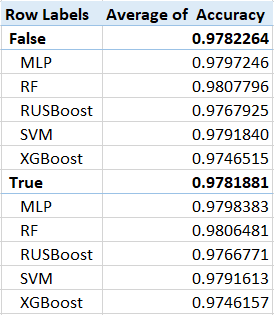 Row Labels Average of Accuracy
False 0.9782264
MLP 0.9797246
RF 0.9807796
RUSBoost 0.9767925
SVM 0.9791840
XGBoost 0.9746515
True 0.9781881
MLP 0.9798383
RF 0.9806481
RUSBoost 0.9766771
SVM 0.9791613
XGBoost 0.9746157